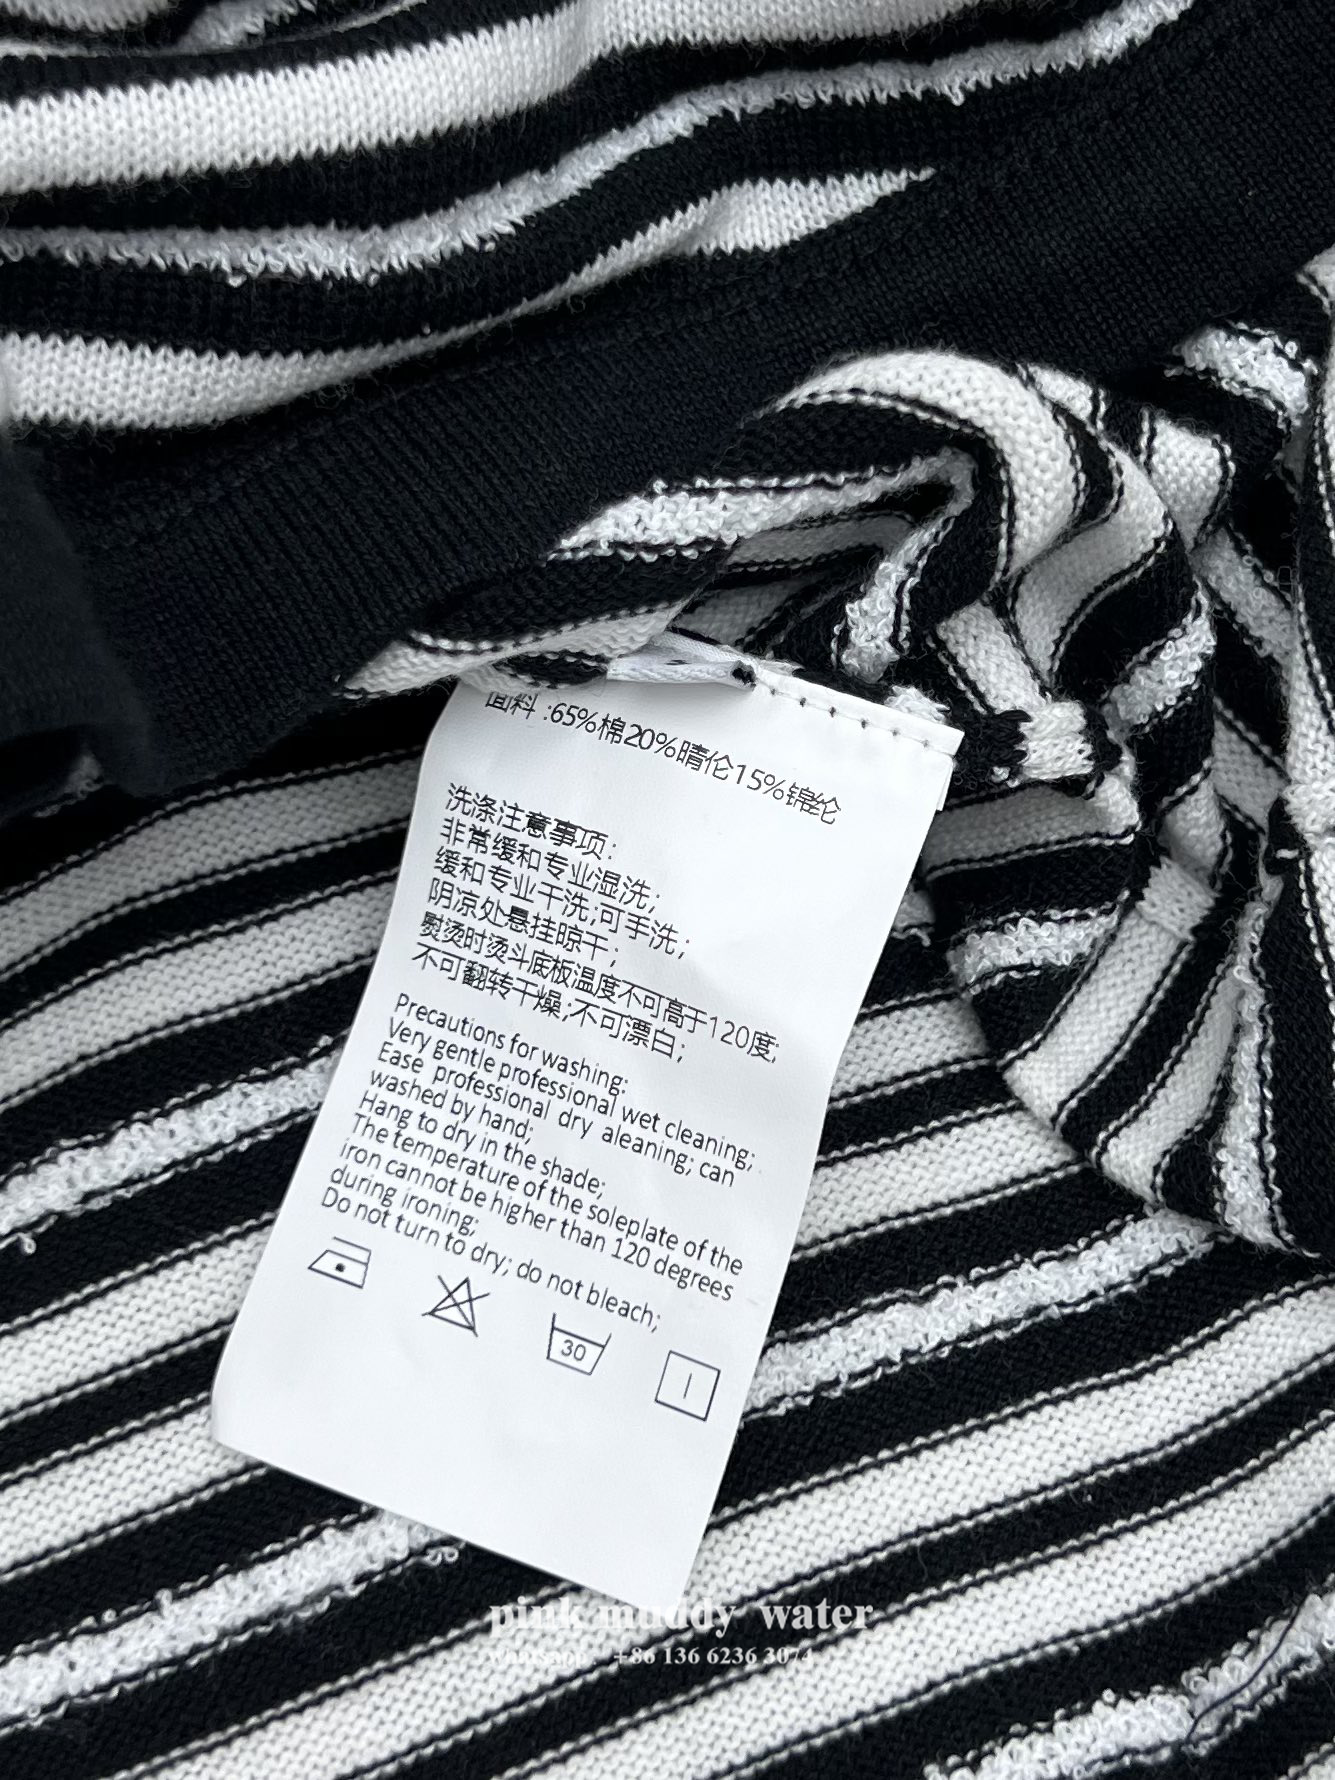 面料 :65%棉20%晴伦15%锦纶
洗涤注意事项:
非常缓和专业湿洗;
缓和专业干洗;可手洗;
阴凉处悬挂晾干;
熨烫时烫斗底板温度不可高于120度;
不可翻转干燥;不可漂白;
Precautions for washing:
Very gentle professional wet cleaning;
Ease professional dry aleaning; can
washed by hand;
Hang to dry in the shade;
The temperature of the soleplate of the
iron cannot be higher than 120 degrees
during ironing;
Do not turn to dry; do not bleach;
30
pink muddy water
whatsapp +86 136 6236 3074